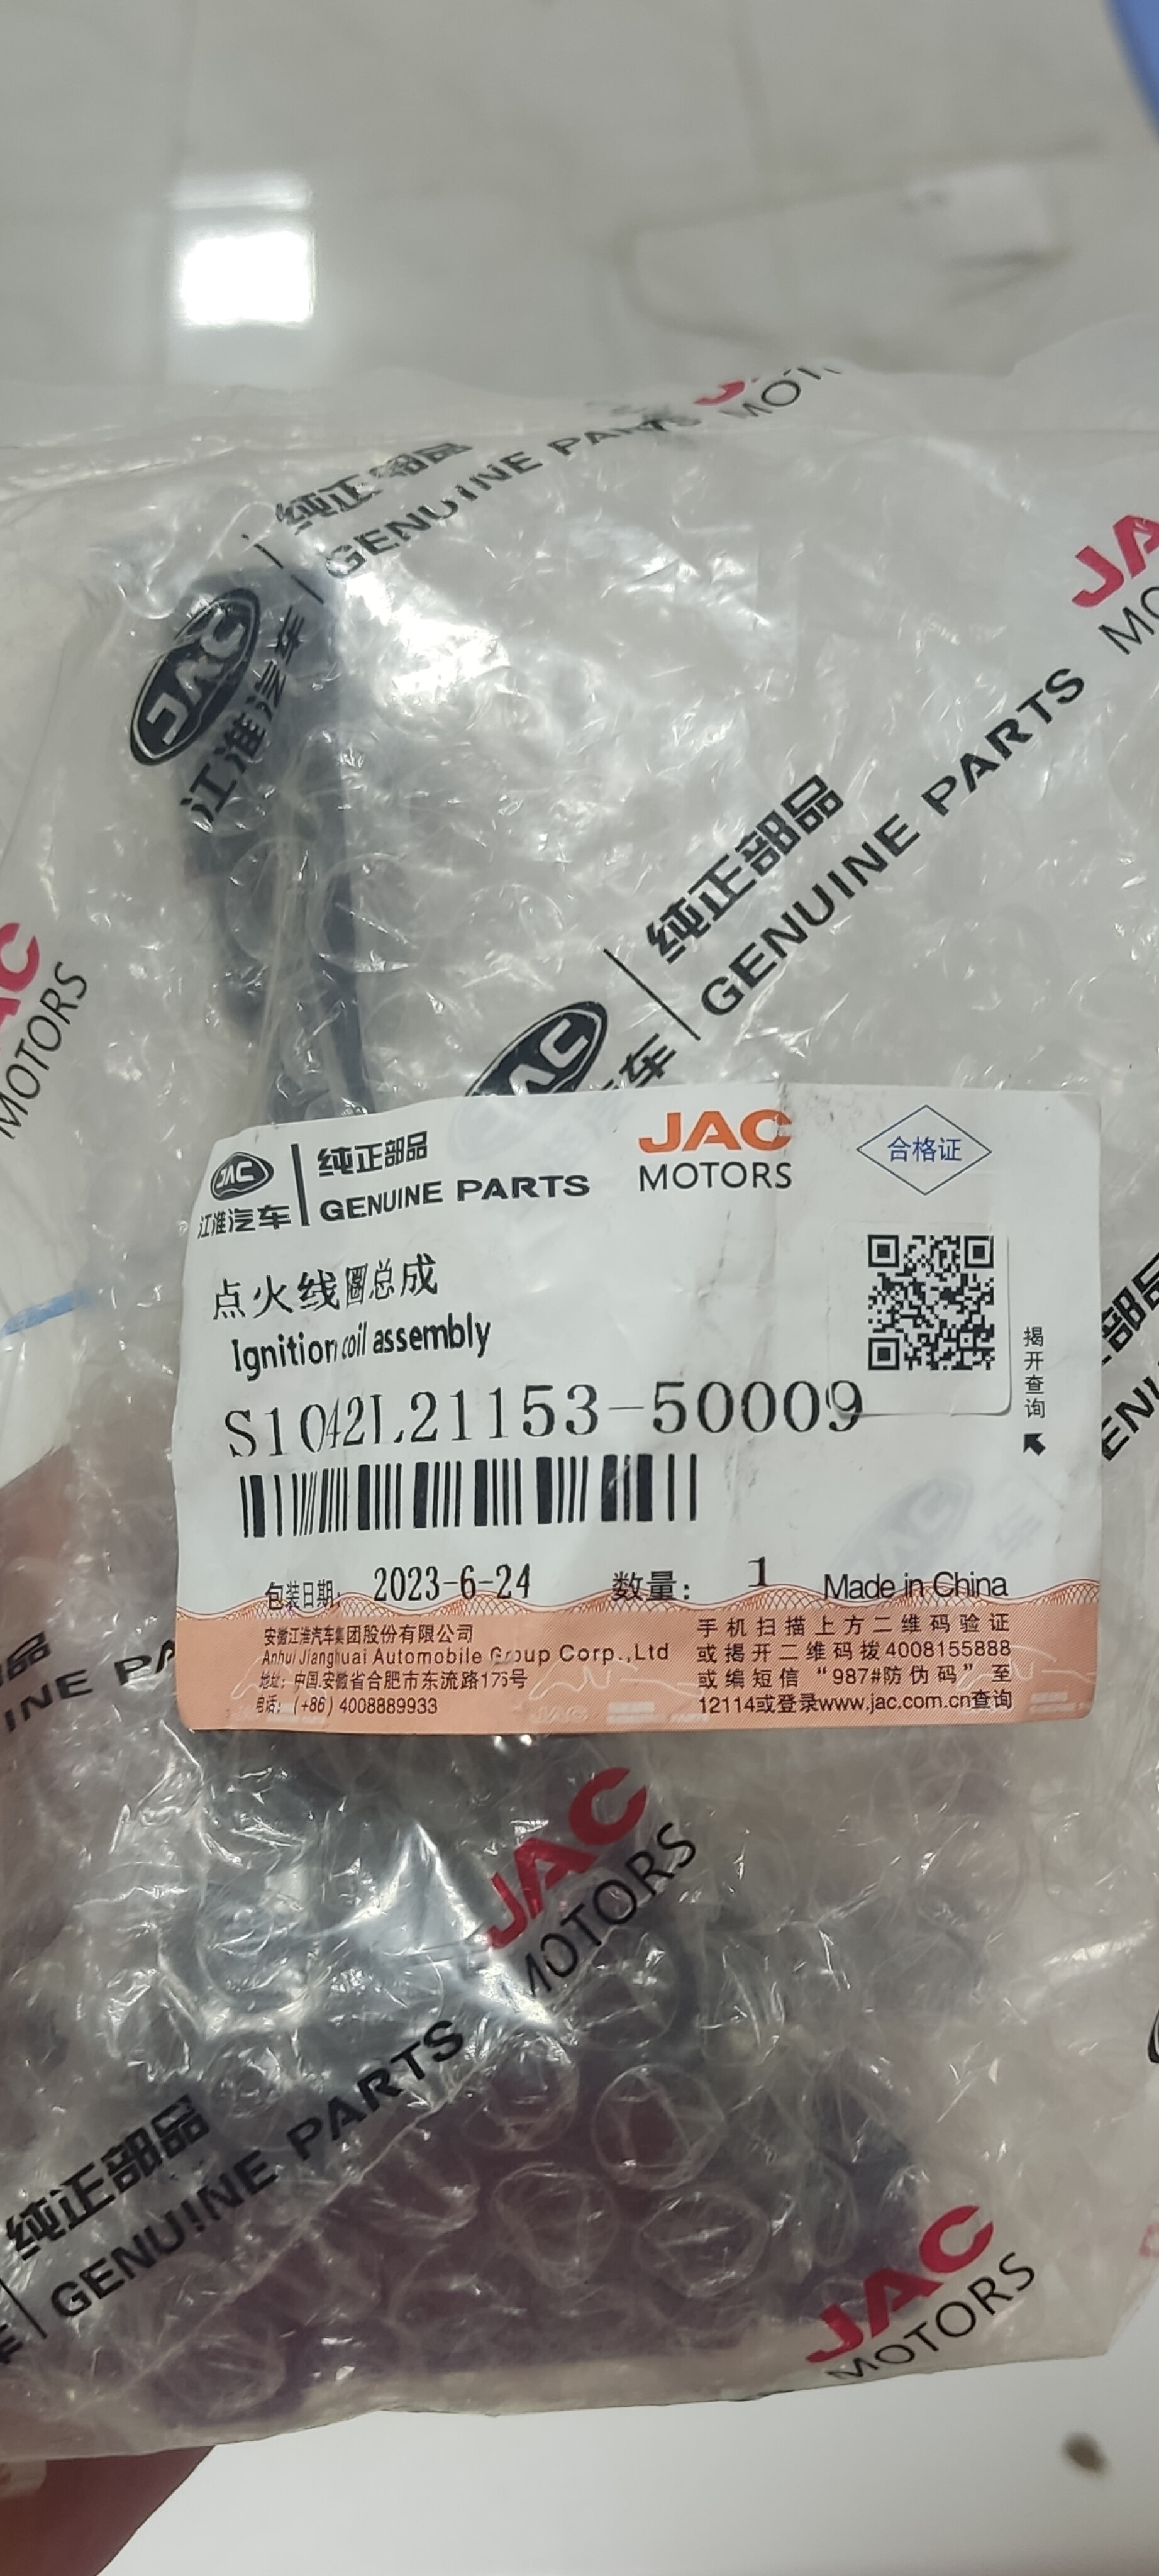 纯正部品
GENUINE PARTS
JAC
江淮汽车
JAC
MO
纯正部品
GENUINE PARTS
MOTORS
JAC
江淮汽车
纯正部品
GENUINE PARTS
JAC
MOTORS
合格证
点火线圈总成
Ignition coil assembly
S1042L21153-50009
揭开查询
包装日期: 2023-6-24 数量: 1 Made in China
安徽江淮汽车集团股份有限公司
Anhui Jianghuai Automobile Group Corp.,Ltd
地址: 中国.安徽省合肥市东流路176号
电话: (+86) 4008889933
手机扫描上方二维码验证
或揭开二维码拨4008155888
或编短信“987#防伪码”至
12114或登录www.jac.com.cn查询
JAC
MOTORS
纯正部品
GENUINE PARTS
JAC
MOTORS